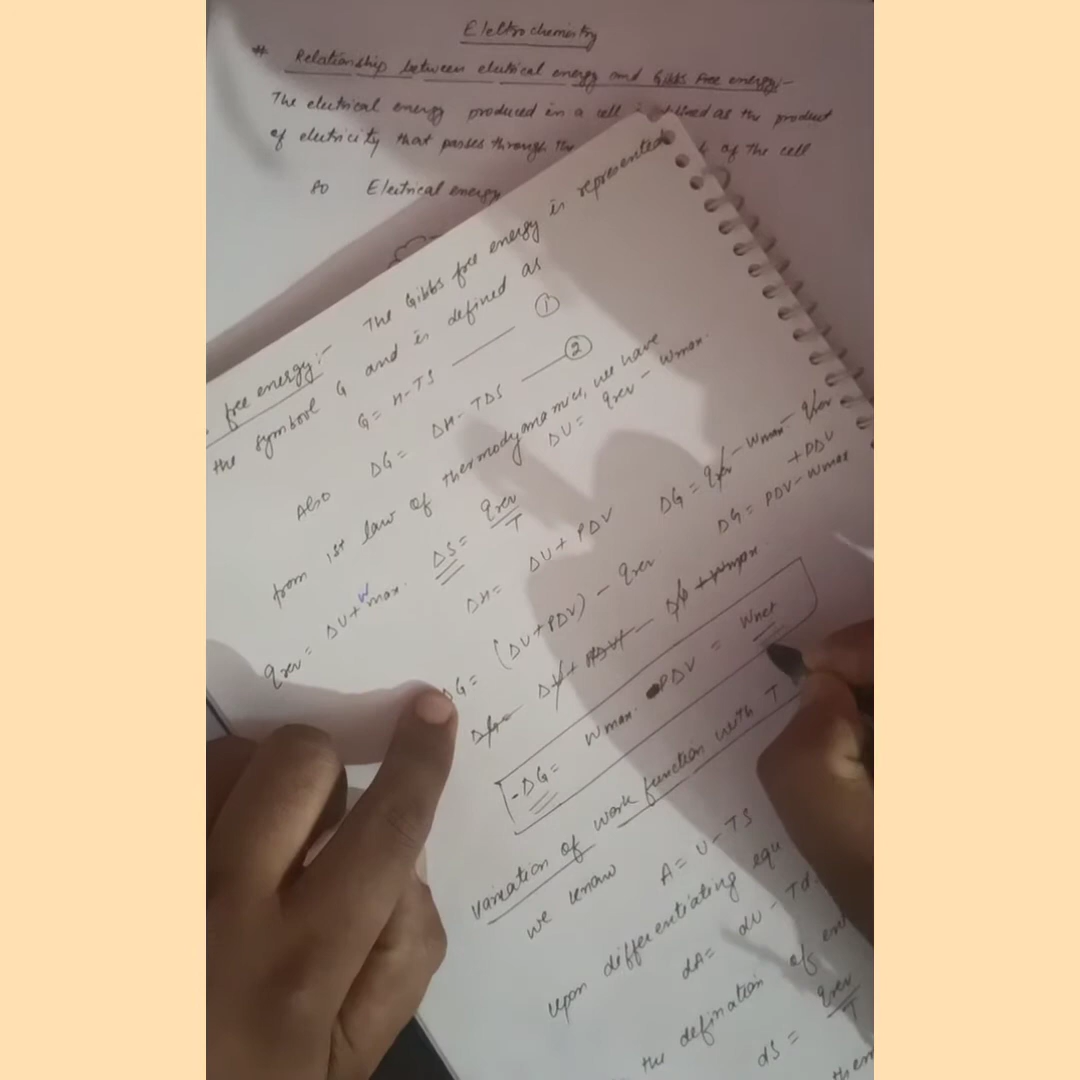 Elektrochemistry
# Relationship between electrical energy and Gibbs Free energy:-
The electrical energy produced in a cell is defined as the product
of electricity that passes through the of the cell
so Electrical energy
free energy:- The Gibbs free energy is represented
the symbol G and is defined as
G = H - TS ①
Also ΔG = ΔH - TΔS ②
from 1st law of thermodyanamics, we have
ΔU = qrev - wmax.
qrev = ΔU + Wmax. ΔS = qrev/T
ΔH = ΔU + PΔV
ΔG = qrev - wmax - qrev + PΔV
ΔG = (ΔU + PΔV) - qrev
ΔG = PΔV - wmax
-ΔG = Wmax. - PΔV = Wnet
Variation of work function with T
we know A = U - TS
upon differentiating equ
dA = dU - Td
the defination of en
dS = qrev/T
them